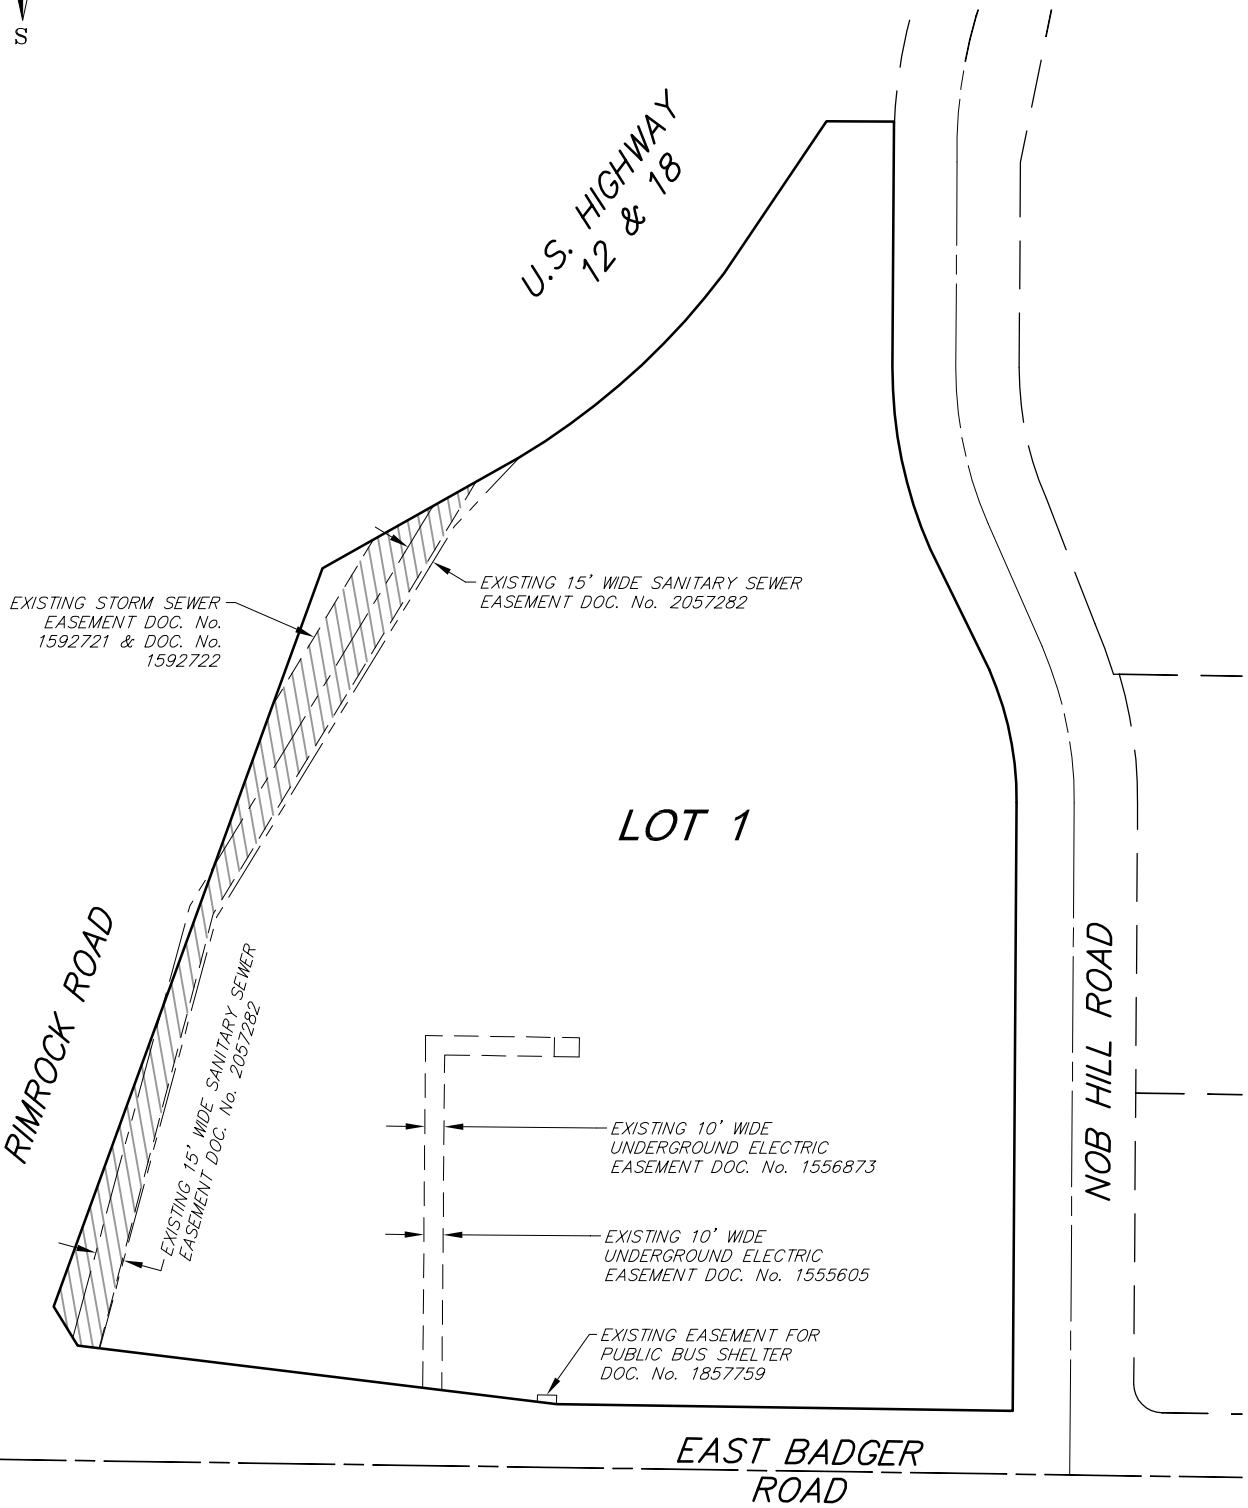 S
U.S. HIGHWAY
12 & 18
EXISTING 15' WIDE SANITARY SEWER
EASEMENT DOC. No. 2057282
EXISTING STORM SEWER
EASEMENT DOC. No.
1592721 & DOC. No.
1592722
LOT 1
RIMROCK ROAD
EXISTING 15' WIDE SANITARY SEWER
EASEMENT DOC. No. 2057282
NOB HILL ROAD
EXISTING 10' WIDE
UNDERGROUND ELECTRIC
EASEMENT DOC. No. 1556873
EXISTING 10' WIDE
UNDERGROUND ELECTRIC
EASEMENT DOC. No. 1555605
EXISTING EASEMENT FOR
PUBLIC BUS SHELTER
DOC. No. 1857759
EAST BADGER
ROAD